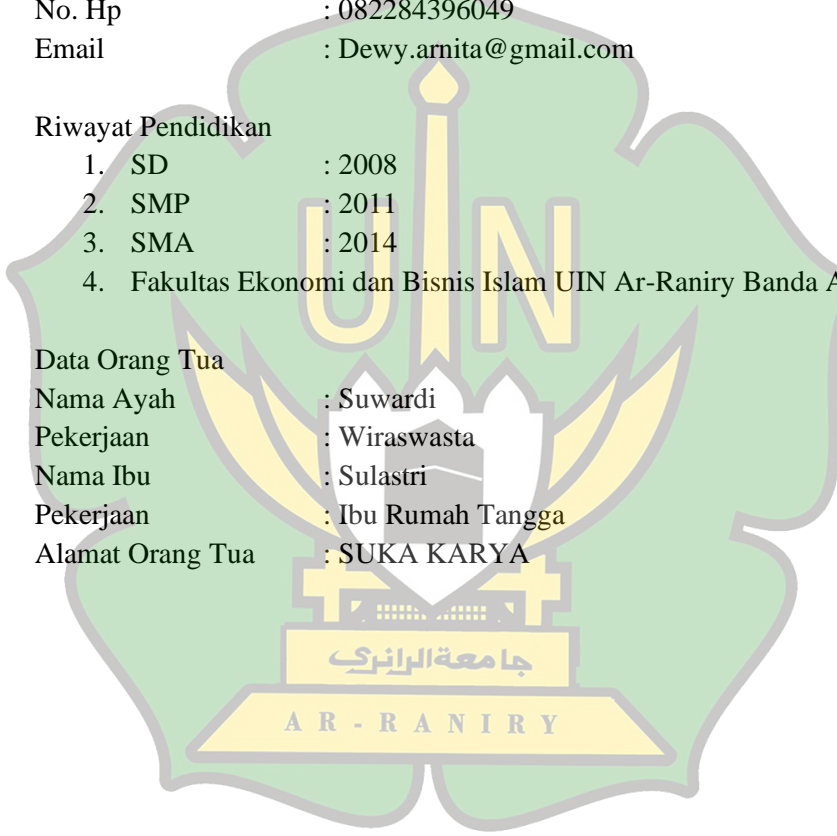 No. Hp : 082284396049
Email : Dewy.arnita@gmail.com
Riwayat Pendidikan
1. SD : 2008
2. SMP : 2011
3. SMA : 2014
4. Fakultas Ekonomi dan Bisnis Islam UIN Ar-Raniry Banda A
Data Orang Tua
Nama Ayah : Suwardi
Pekerjaan : Wiraswasta
Nama Ibu : Sulastri
Pekerjaan : Ibu Rumah Tangga
Alamat Orang Tua : SUKA KARYA
UIN
جامعة الرانري
AR-RANIRY